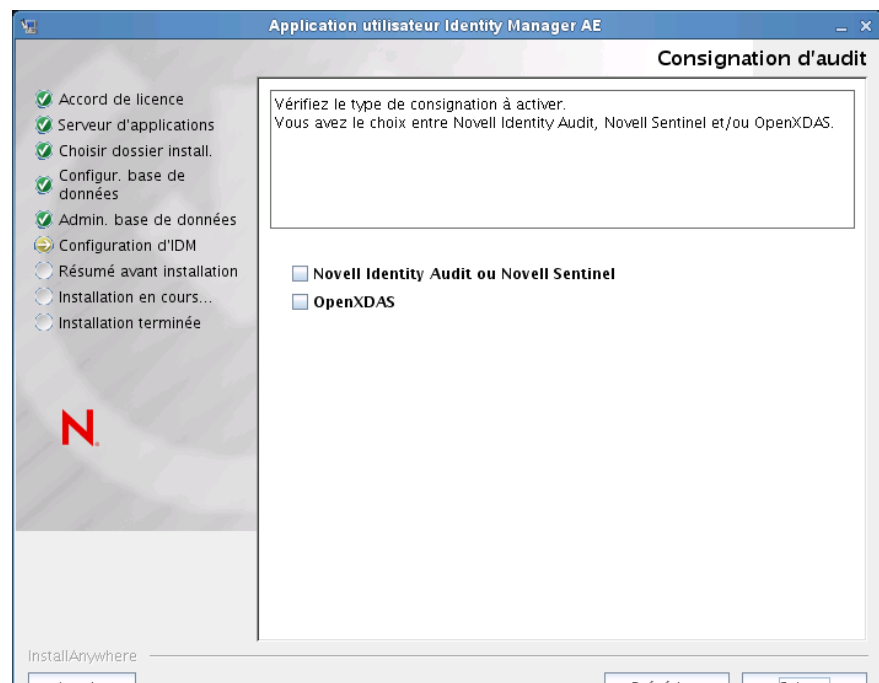 Application utilisateur Identity Manager AE
Consignation d'audit
Accord de licence
Serveur d'applications
Choisir dossier install.
Configur. base de
données
Admin. base de données
Configuration d'IDM
Résumé avant installation
Installation en cours...
Installation terminée
N
Vérifiez le type de consignation à activer.
Vous avez le choix entre Novell Identity Audit, Novell Sentinel et/ou OpenXDAS.
Novell Identity Audit ou Novell Sentinel
OpenXDAS
InstallAnywhere